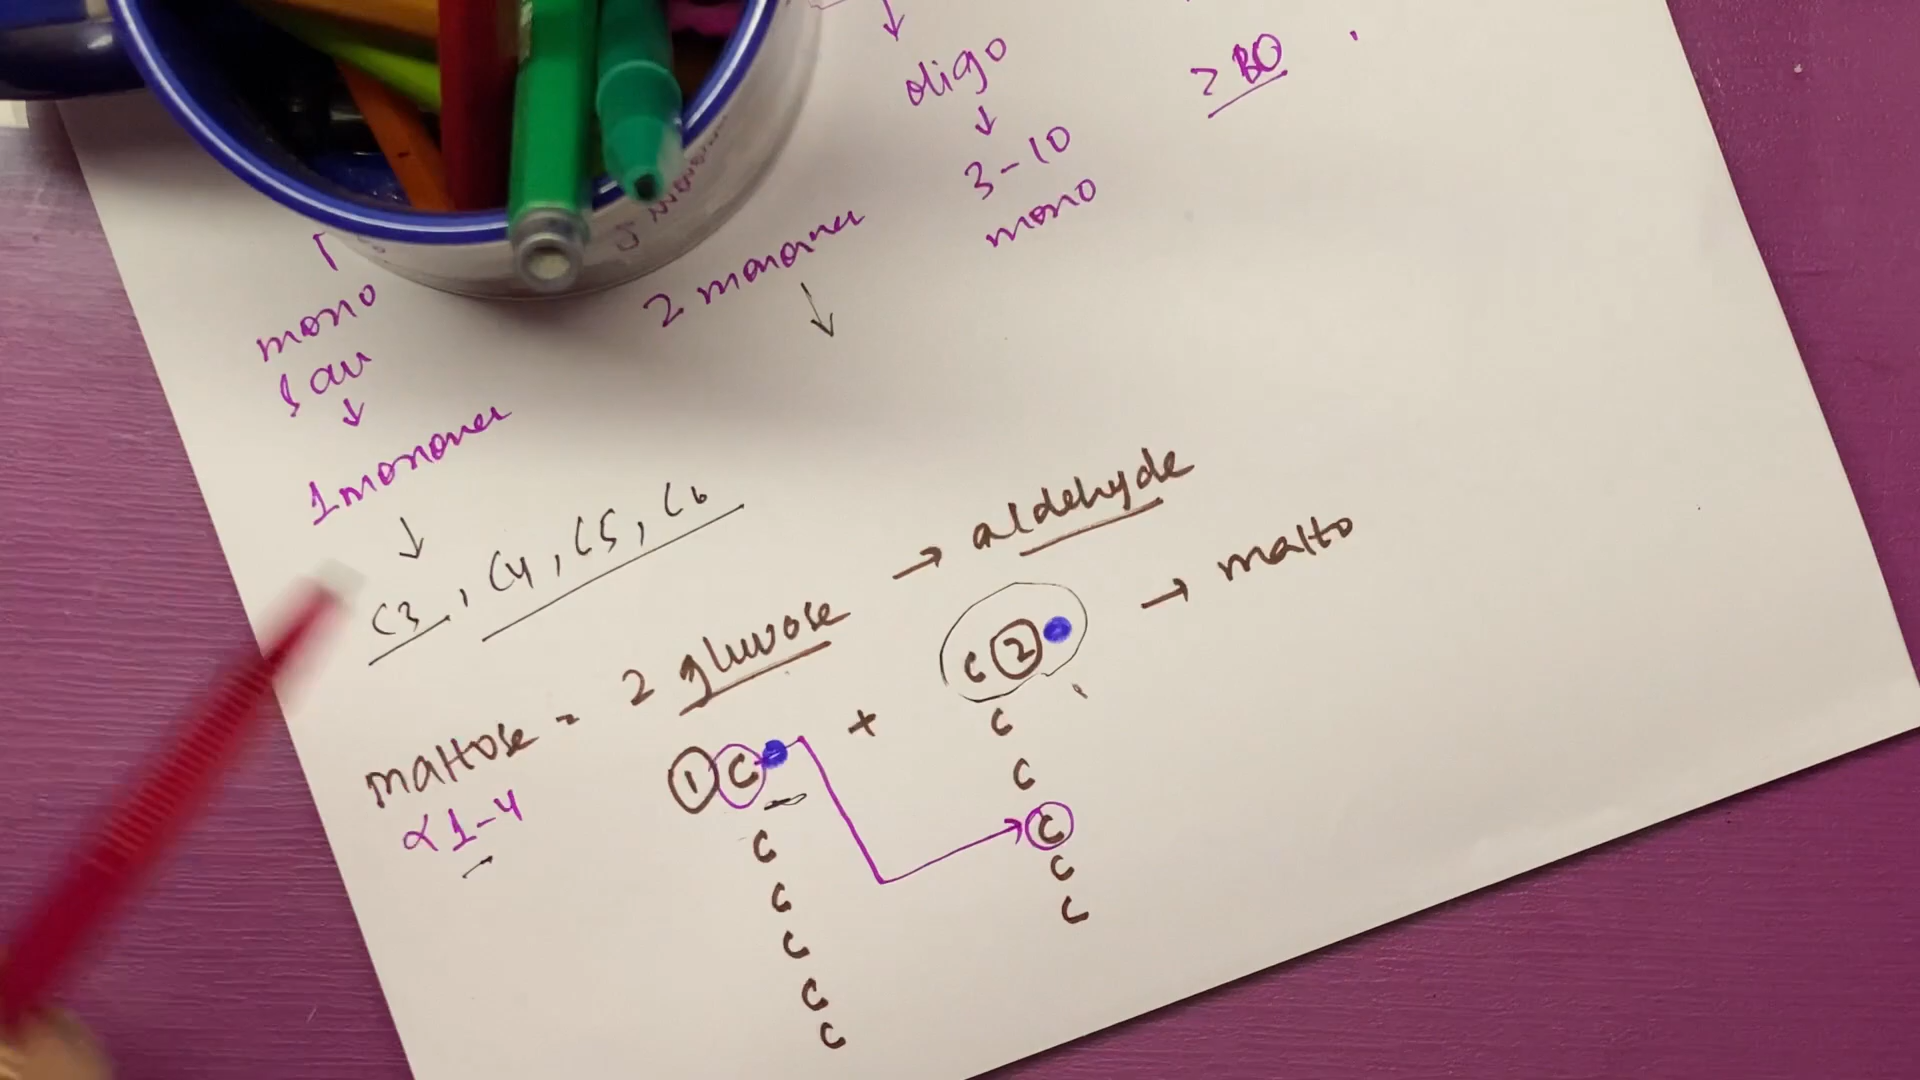 oligo
↓
3-10
mono
> 10
mono
↓
1 monomer
↓
C3, C4, C5, C6
2 monomer
↓
maltose = 2 glucose → aldehyde
α 1-4
① C + C ② → malto
C C
C C
C C
C C
C C